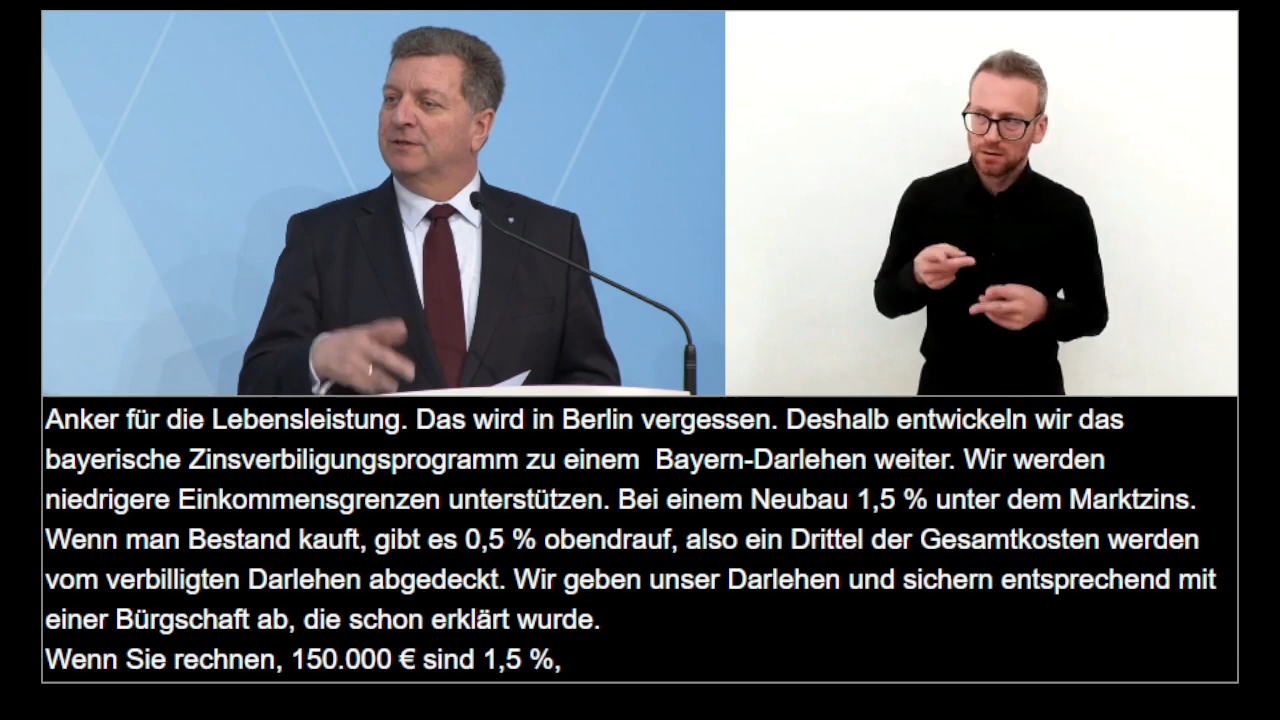 Anker für die Lebensleistung. Das wird in Berlin vergessen. Deshalb entwickeln wir das
bayerische Zinsverbiligungsprogramm zu einem  Bayern-Darlehen weiter. Wir werden
niedrigere Einkommensgrenzen unterstützen. Bei einem Neubau 1,5 % unter dem Marktzins.
Wenn man Bestand kauft, gibt es 0,5 % obendrauf, also ein Drittel der Gesamtkosten werden
vom verbilligten Darlehen abgedeckt. Wir geben unser Darlehen und sichern entsprechend mit
einer Bürgschaft ab, die schon erklärt wurde.
Wenn Sie rechnen, 150.000 € sind 1,5 %,